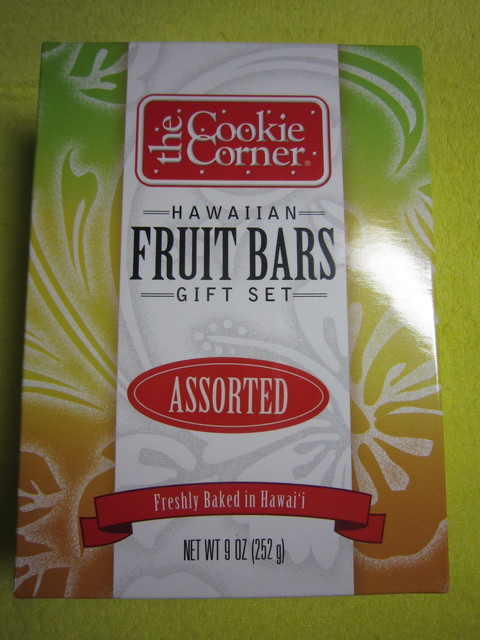 the Cookie
Corner®
HAWAIIAN
FRUIT BARS
GIFT SET
ASSORTED
Freshly Baked in Hawai‘i
NET WT 9 OZ (252 g)